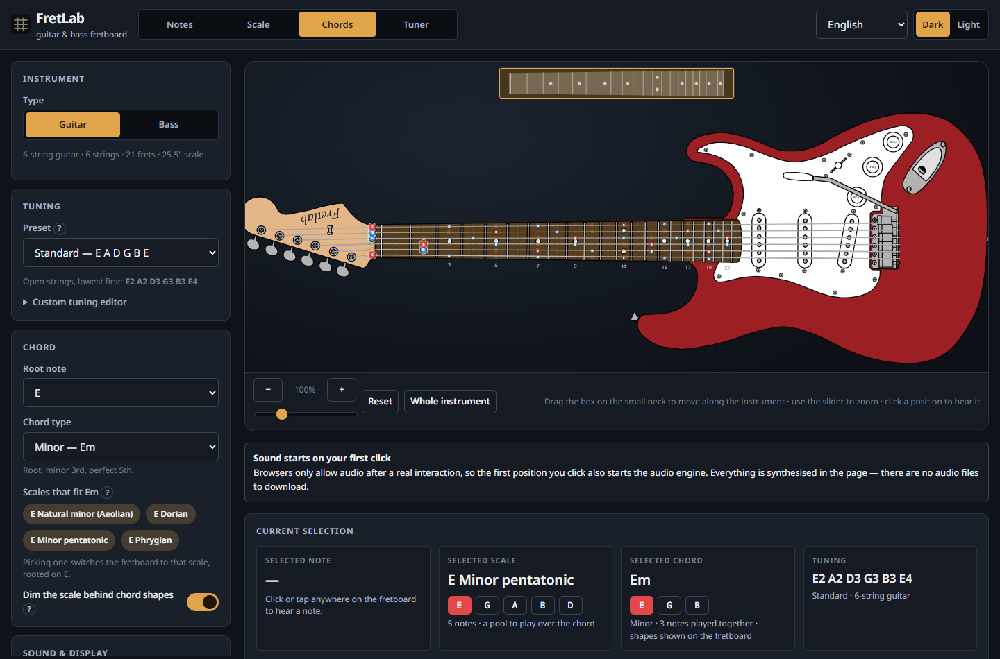 FretLab
guitar & bass fretboard
Notes
Scale
Chords
Tuner
English
Dark
Light
INSTRUMENT
Type
Guitar
Bass
6-string guitar · 6 strings · 21 frets · 25.5" scale
TUNING
Preset ?
Standard — E A D G B E
Open strings, lowest first: E2 A2 D3 G3 B3 E4
Custom tuning editor
CHORD
Root note
E
Chord type
Minor — Em
Root, minor 3rd, perfect 5th.
Scales that fit Em ?
E Natural minor (Aeolian)
E Dorian
E Minor pentatonic
E Phrygian
Picking one switches the fretboard to that scale,
rooted on E.
Dim the scale behind chord shapes
?
SOUND & DISPLAY
Fretlab
3
5
7
9
12
15
17
19
21
−
100%
+
Reset
Whole instrument
Drag the box on the small neck to move along the instrument · use the slider to zoom · click a position to hear it
Sound starts on your first click
Browsers only allow audio after a real interaction, so the first position you click also starts the audio engine. Everything is synthesised in the page — there are no audio files
to download.
CURRENT SELECTION
SELECTED NOTE
—
Click or tap anywhere on the fretboard
to hear a note.
SELECTED SCALE
E Minor pentatonic
E G A B D
5 notes · a pool to play over the chord
SELECTED CHORD
Em
E G B
Minor · 3 notes played together ·
shapes shown on the fretboard
TUNING
E2 A2 D3 G3 B3 E4
Standard · 6-string guitar